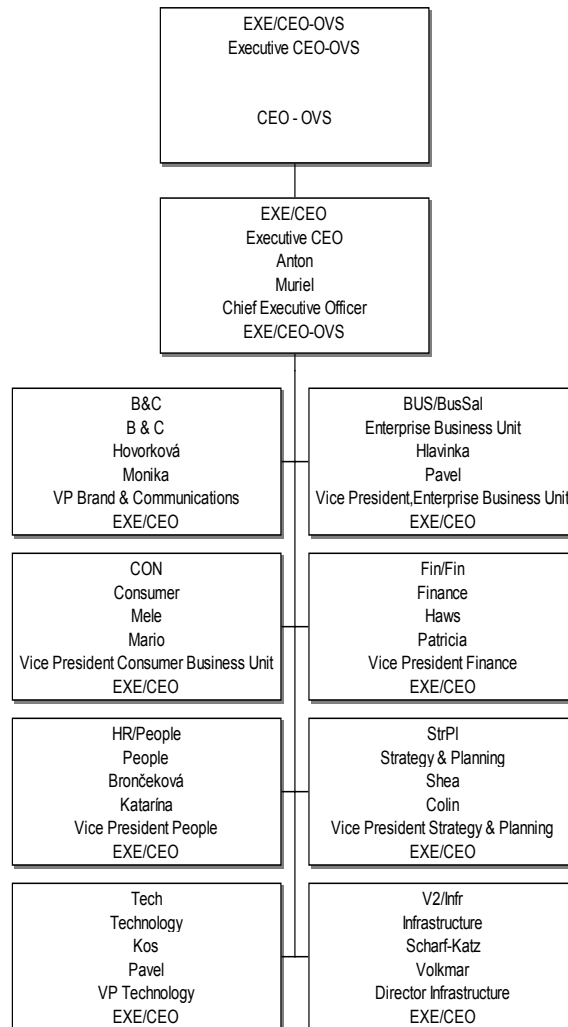 EXE/CEO-OVS
Executive CEO-OVS
CEO - OVS
EXE/CEO
Executive CEO
Anton
Muriel
Chief Executive Officer
EXE/CEO-OVS
B&C
B & C
Hovorková
Monika
VP Brand & Communications
EXE/CEO
BUS/BusSal
Enterprise Business Unit
Hlavinka
Pavel
Vice President,Enterprise Business Unit
EXE/CEO
CON
Consumer
Mele
Mario
Vice President Consumer Business Unit
EXE/CEO
Fin/Fin
Finance
Haws
Patricia
Vice President Finance
EXE/CEO
HR/People
People
Brončeková
Katarína
Vice President People
EXE/CEO
StrPl
Strategy & Planning
Shea
Colin
Vice President Strategy & Planning
EXE/CEO
Tech
Technology
Kos
Pavel
VP Technology
EXE/CEO
V2/Infr
Infrastructure
Scharf-Katz
Volkmar
Director Infrastructure
EXE/CEO